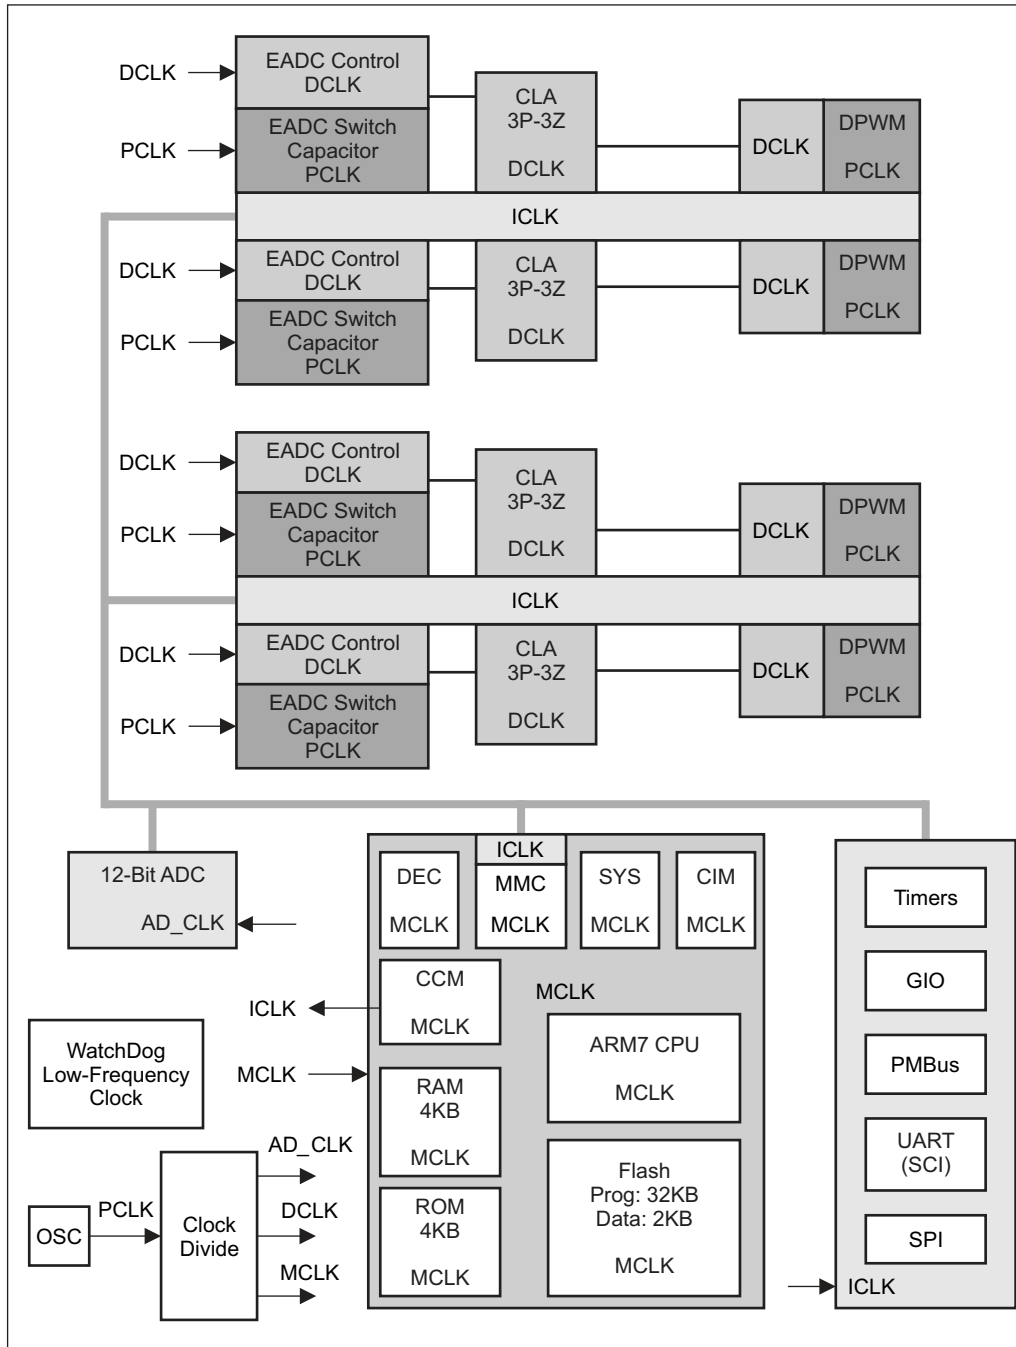 DCLK
EADC Control
DCLK
PCLK
EADC Switch
Capacitor
PCLK
CLA
3P-3Z
DCLK
DCLK
DPWM
PCLK
ICLK
DCLK
EADC Control
DCLK
PCLK
EADC Switch
Capacitor
PCLK
CLA
3P-3Z
DCLK
DCLK
DPWM
PCLK
DCLK
EADC Control
DCLK
PCLK
EADC Switch
Capacitor
PCLK
CLA
3P-3Z
DCLK
DCLK
DPWM
PCLK
ICLK
DCLK
EADC Control
DCLK
PCLK
EADC Switch
Capacitor
PCLK
CLA
3P-3Z
DCLK
DCLK
DPWM
PCLK
12-Bit ADC
AD_CLK
DEC
MCLK
ICLK
MMC
MCLK
SYS
MCLK
CIM
MCLK
ICLK
CCM
MCLK
MCLK
MCLK
RAM
4KB
MCLK
ROM
4KB
MCLK
ARM7 CPU
MCLK
Flash
Prog: 32KB
Data: 2KB
MCLK
Timers
GIO
PMBus
UART
(SCI)
SPI
ICLK
WatchDog
Low-Frequency
Clock
OSC
PCLK
Clock
Divide
AD_CLK
DCLK
MCLK